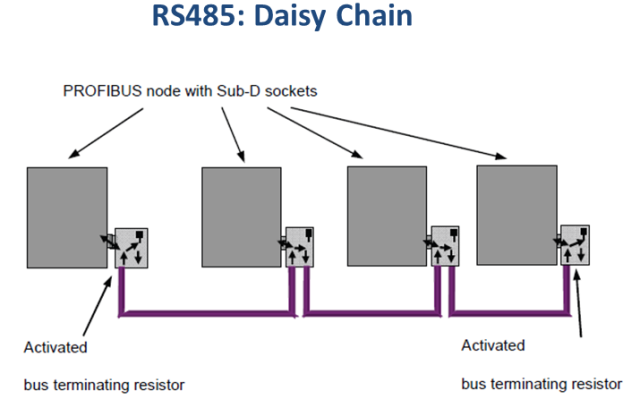 RS485: Daisy Chain
PROFIBUS node with Sub-D sockets
Activated
bus terminating resistor
Activated
bus terminating resistor